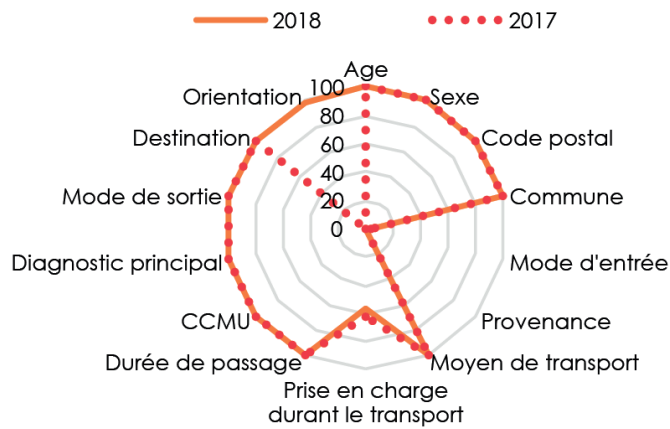 2018
2017
Age
100
80
60
40
20
0
Sexe
Code postal
Commune
Mode d'entrée
Provenance
Moyen de transport
Prise en charge
durant le transport
Durée de passage
CCMU
Diagnostic principal
Mode de sortie
Destination
Orientation